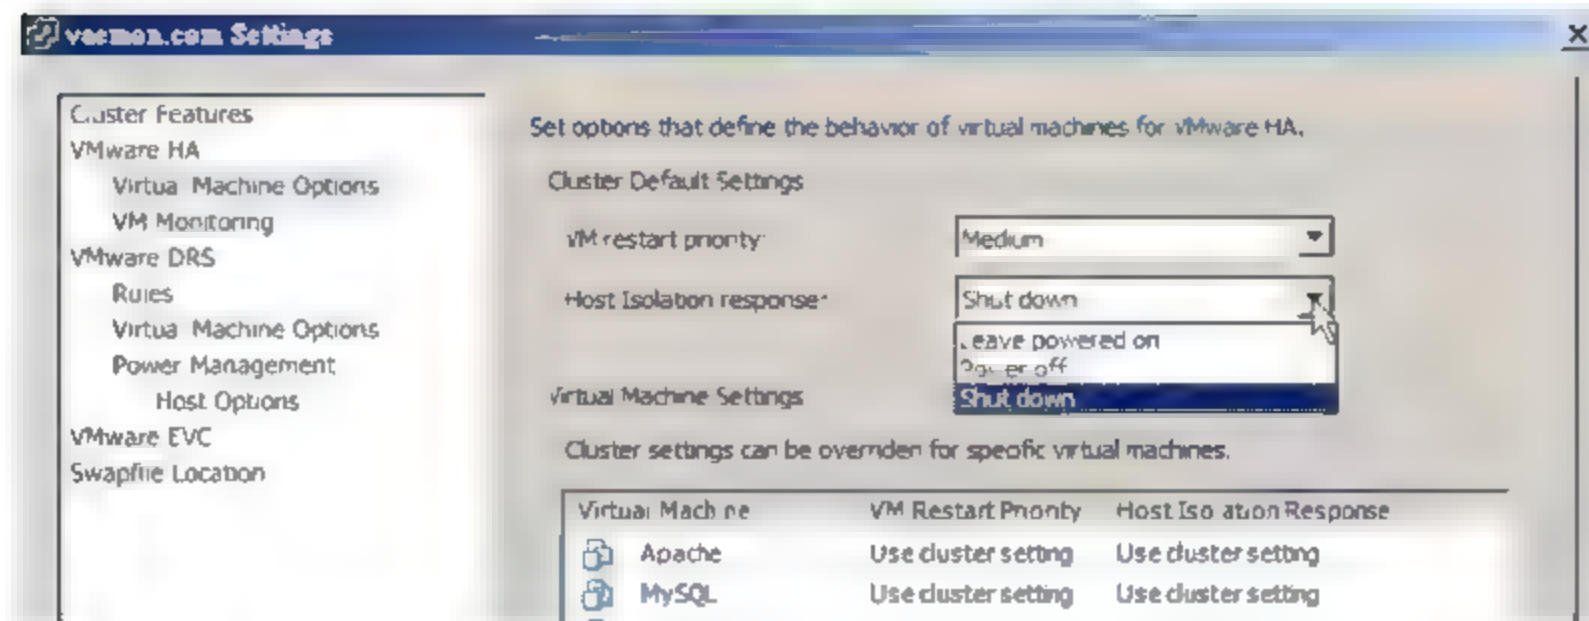 Settings
Cluster Features
VMware HA
Virtual Machine Options
VM Monitoring
VMware DRS
Rules
Virtual Machine Options
Power Management
Host Options
VMware EVC
Swapfile Location
Set options that define the behavior of virtual machines for VMware HA.
Cluster Default Settings
VM restart priority:
Medium
Host Isolation response:
Shut down
Leave powered on
Power off
Shut down
Virtual Machine Settings
Cluster settings can be overriden for specific virtual machines.
Virtual Machine VM Restart Priority Host Isolation Response
Apache Use cluster setting Use cluster setting
MySQL Use cluster setting Use cluster setting